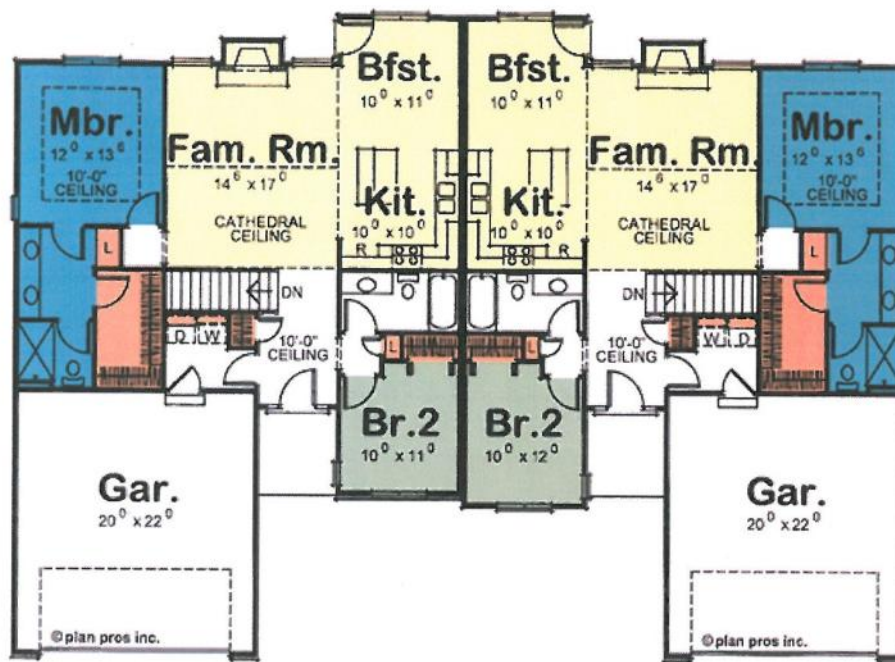 Mbr.
12⁰ x 13⁶
10'-0"
CEILING
L
Fam. Rm.
14⁶ x 17⁰
CATHEDRAL
CEILING
Bfst.
10⁰ x 11⁰
Kit.
10⁰ x 10⁰
R
DN
D
W
10'-0"
CEILING
L
Br.2
10⁰ x 11⁰
Gar.
20⁰ x 22⁰
©plan pros inc.
Bfst.
10⁰ x 11⁰
Kit.
10⁰ x 10⁰
R
Fam. Rm.
14⁶ x 17⁰
CATHEDRAL
CEILING
Mbr.
12⁰ x 13⁶
10'-0"
CEILING
L
DN
10'-0"
CEILING
W
D
L
Br.2
10⁰ x 12⁰
Gar.
20⁰ x 22⁰
©plan pros inc.